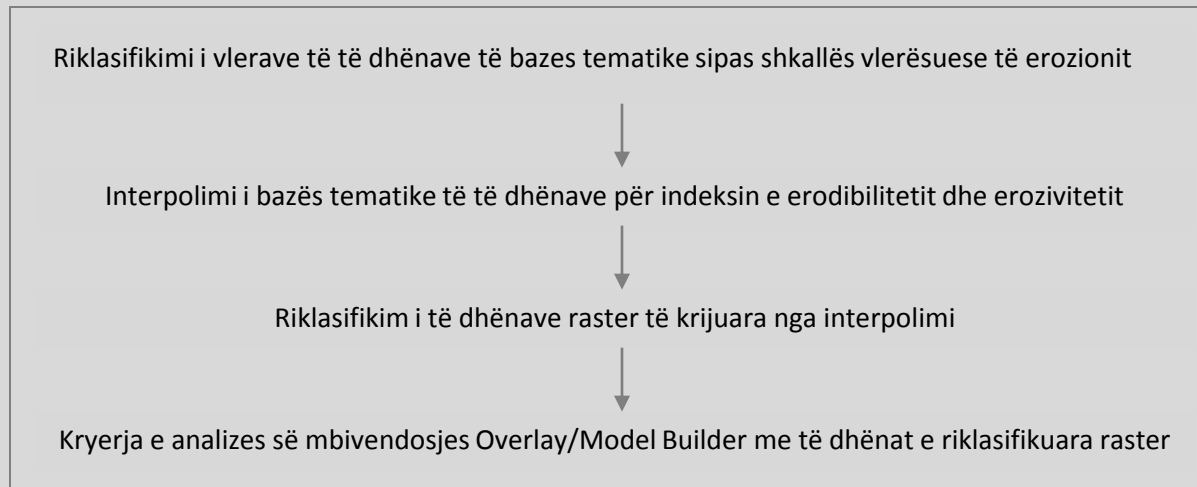 Riklasifikimi i vlerave të të dhënave të bazes tematike sipas shkallës vlerësuese të erozionit
Interpolimi i bazës tematike të të dhënave për indeksin e erodibilitetit dhe erozivitetit
Riklasifikim i të dhënave raster të krijuara nga interpolimi
Kryerja e analizes së mbivendosjes Overlay/Model Builder me të dhënat e riklasifikuara raster